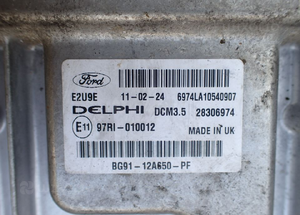 Ford
E2U9E 11-02-24 6974LA10540907
DELPHI DCM3.5 28306974
E11 97RI-010012 MADE IN UK
BG91-12A650-PF